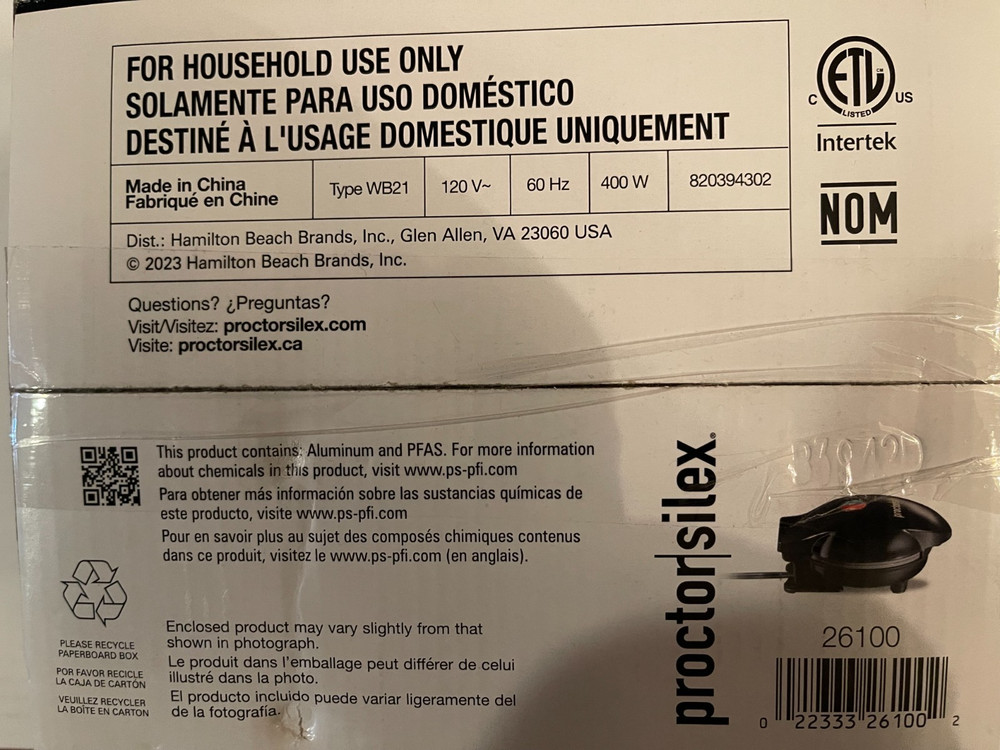 FOR HOUSEHOLD USE ONLY
SOLAMENTE PARA USO DOMÉSTICO
DESTINÉ À L'USAGE DOMESTIQUE UNIQUEMENT
Made in China
Fabriqué en Chine
Type WB21
120 V~
60 Hz
400 W
820394302
Dist.: Hamilton Beach Brands, Inc., Glen Allen, VA 23060 USA
© 2023 Hamilton Beach Brands, Inc.
ETL CM
LISTED
C US
Intertek
NOM
Questions? ¿Preguntas?
Visit/Visitez: proctorsilex.com
Visite: proctorsilex.ca
This product contains: Aluminum and PFAS. For more information
about chemicals in this product, visit www.ps-pfi.com
Para obtener más información sobre las sustancias químicas de
este producto, visite www.ps-pfi.com
Pour en savoir plus au sujet des composés chimiques contenus
dans ce produit, visitez le www.ps-pfi.com (en anglais).
PLEASE RECYCLE
PAPERBOARD BOX
POR FAVOR RECICLE
LA CAJA DE CARTÓN
VEUILLEZ RECYCLER
LA BOÎTE EN CARTON
Enclosed product may vary slightly from that
shown in photograph.
Le produit dans l'emballage peut différer de celui
illustré dans la photo.
El producto incluido puede variar ligeramente del
de la fotografía.
proctor|silex®
26100
0 22333 26100 2